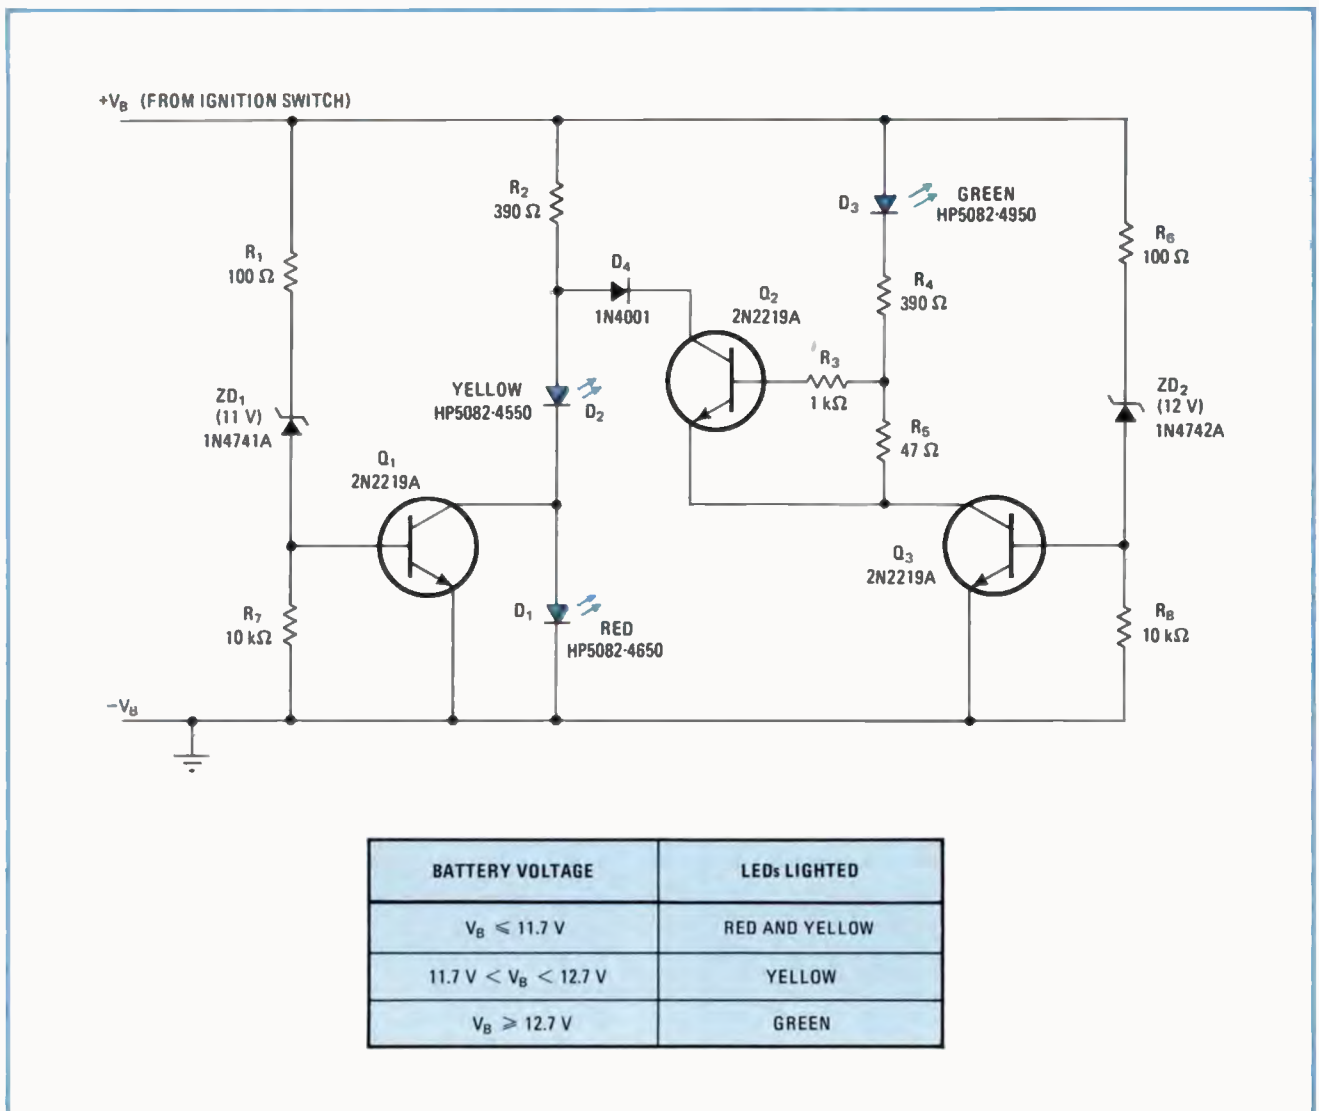 +VB (FROM IGNITION SWITCH)
R1
100 Ω
ZD1
(11 V)
1N4741A
R7
10 kΩ
−VB
Q1
2N2219A
R2
390 Ω
D4
1N4001
YELLOW
HP5082-4550
D2
D1
RED
HP5082-4650
Q2
2N2219A
R3
1 kΩ
D3
GREEN
HP5082-4950
R4
390 Ω
R5
47 Ω
Q3
2N2219A
R6
100 Ω
ZD2
(12 V)
1N4742A
R8
10 kΩ
BATTERY VOLTAGE LEDs LIGHTED
VB ≤ 11.7 V RED AND YELLOW
11.7 V < VB < 12.7 V YELLOW
VB ≥ 12.7 V GREEN